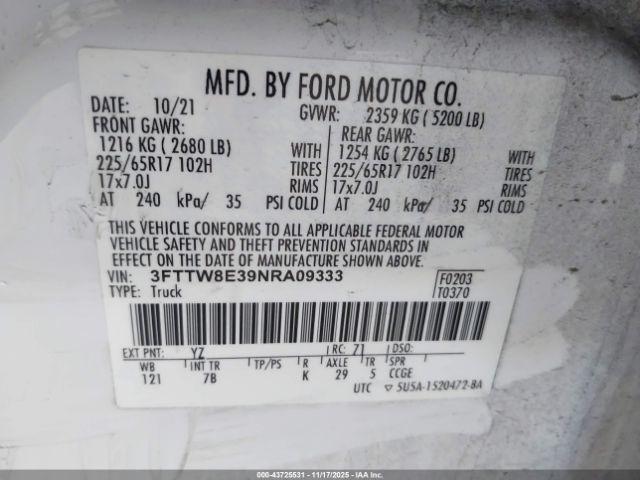 MFD. BY FORD MOTOR CO.
DATE: 10/21 GVWR: 2359 KG ( 5200 LB)
FRONT GAWR: REAR GAWR:
1216 KG ( 2680 LB) WITH 1254 KG ( 2765 LB) WITH
225/65R17 102H TIRES 225/65R17 102H TIRES
17x7.0J RIMS 17x7.0J RIMS
AT 240 kPa/ 35 PSI COLD AT 240 kPa/ 35 PSI COLD
THIS VEHICLE CONFORMS TO ALL APPLICABLE FEDERAL MOTOR
VEHICLE SAFETY AND THEFT PREVENTION STANDARDS IN
EFFECT ON THE DATE OF MANUFACTURE SHOWN ABOVE.
VIN: 3FTTW8E39NRA09333 F0203
TYPE: Truck T0370
EXT PNT: YZ RC: 71 DSO:
WB INT TR TP/PS R AXLE TR SPR
121 7B K 29 5 CCGE
UTC ▽ 5U5A-1520472-BA
000-43725531 - 11/17/2025 - COPYRIGHT © IAA